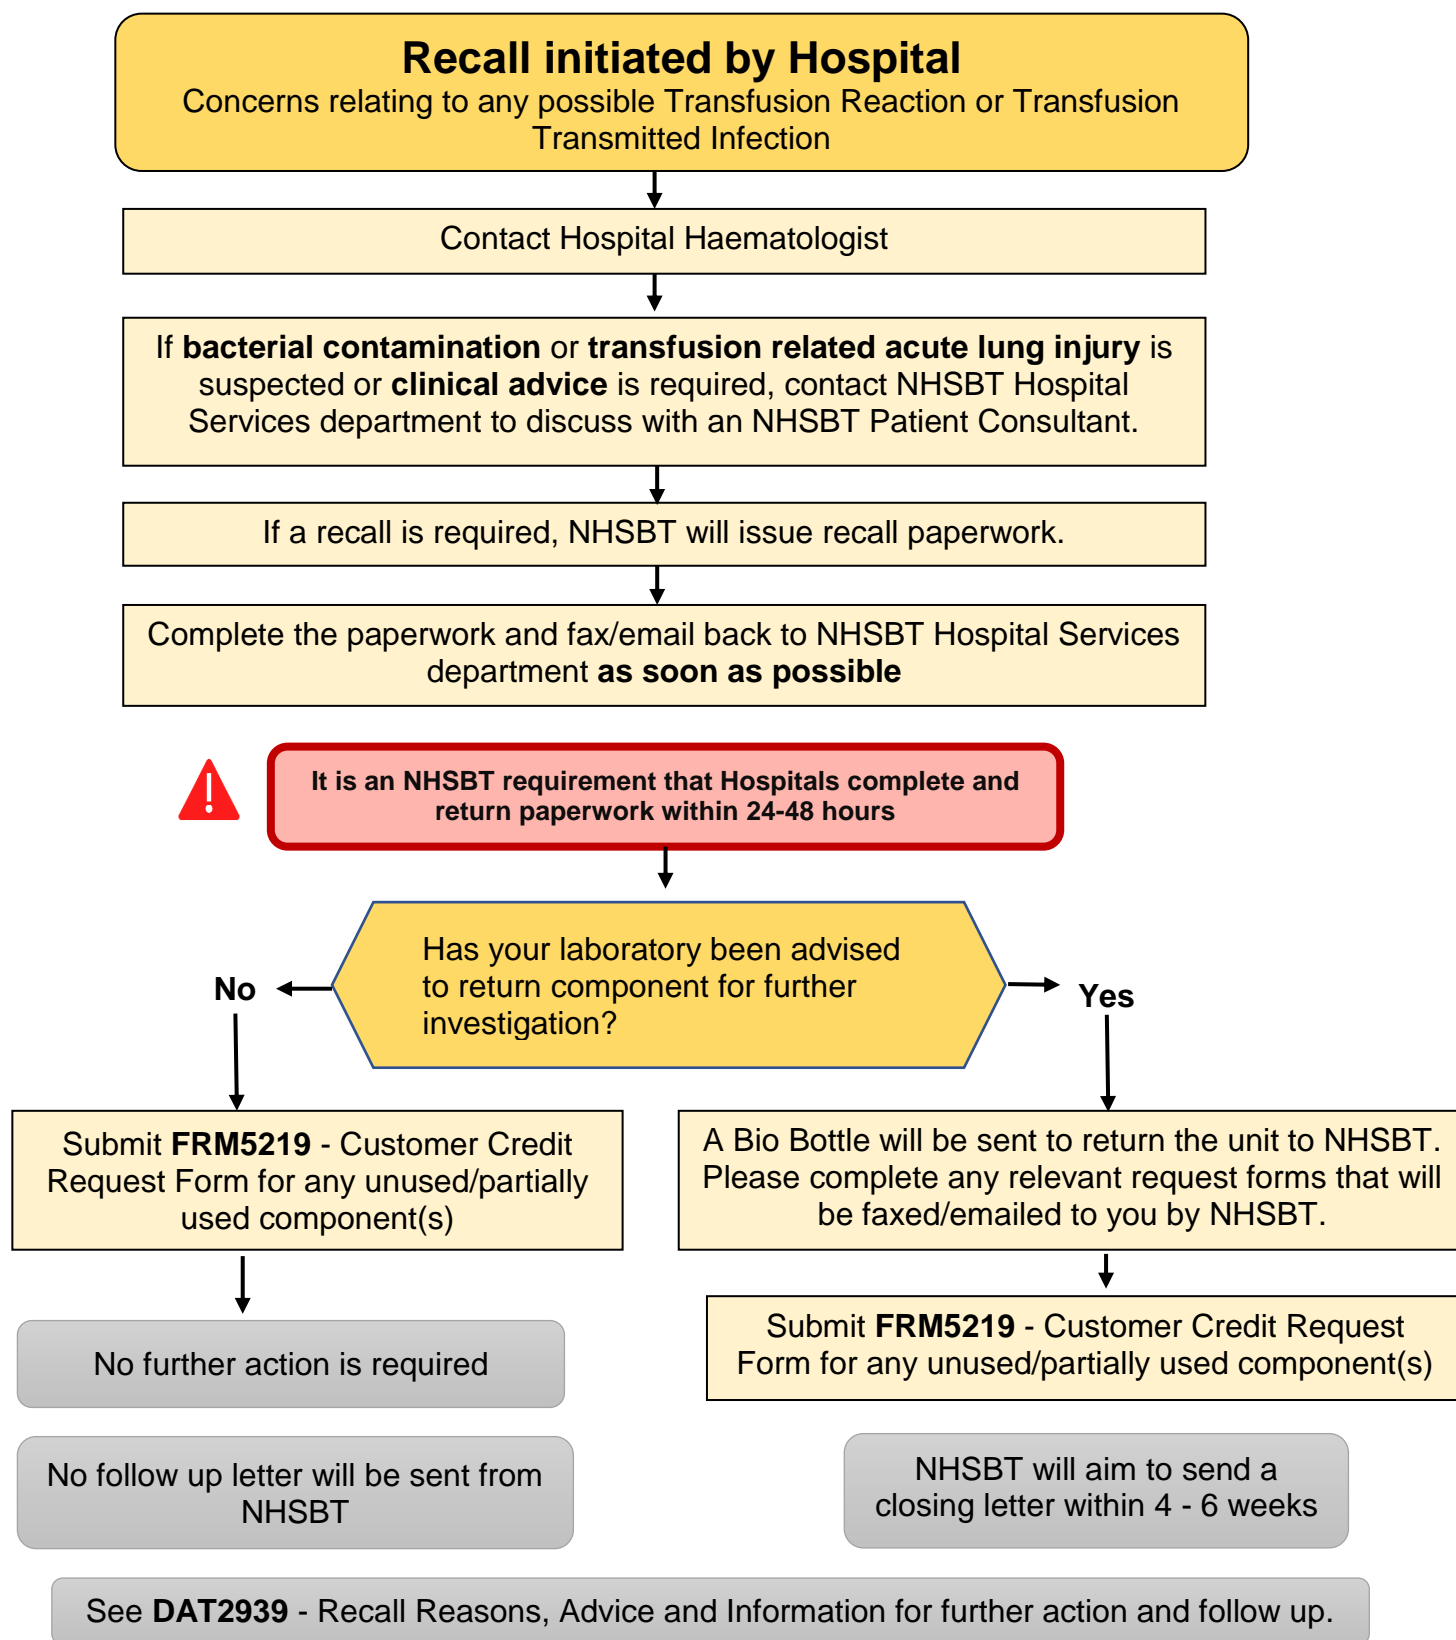 Recall initiated by Hospital
Concerns relating to any possible Transfusion Reaction or Transfusion
Transmitted Infection
Contact Hospital Haematologist
If bacterial contamination or transfusion related acute lung injury is
suspected or clinical advice is required, contact NHSBT Hospital
Services department to discuss with an NHSBT Patient Consultant.
If a recall is required, NHSBT will issue recall paperwork.
Complete the paperwork and fax/email back to NHSBT Hospital Services
department as soon as possible
It is an NHSBT requirement that Hospitals complete and
return paperwork within 24-48 hours
Has your laboratory been advised
to return component for further
investigation?
No
Yes
Submit FRM5219 - Customer Credit
Request Form for any unused/partially
used component(s)
A Bio Bottle will be sent to return the unit to NHSBT.
Please complete any relevant request forms that will
be faxed/emailed to you by NHSBT.
No further action is required
Submit FRM5219 - Customer Credit Request
Form for any unused/partially used component(s)
No follow up letter will be sent from
NHSBT
NHSBT will aim to send a
closing letter within 4 - 6 weeks
See DAT2939 - Recall Reasons, Advice and Information for further action and follow up.